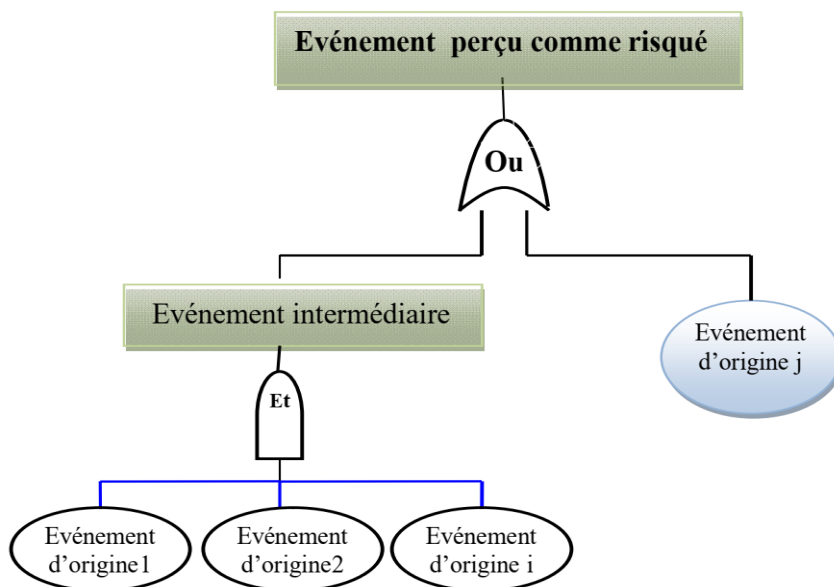 Evénement perçu comme risqué
Ou
Evénement intermédiaire
Evénement
d’origine j
Et
Evénement
d’origine1
Evénement
d’origine2
Evénement
d’origine i